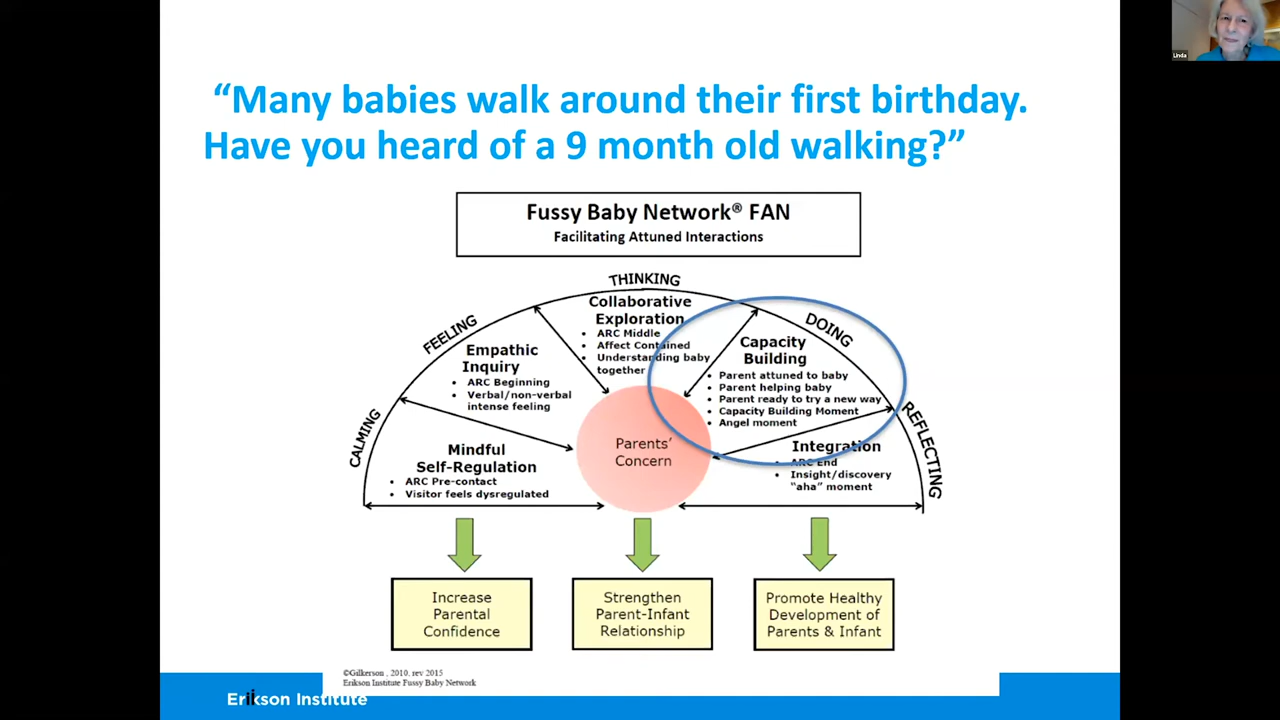 “Many babies walk around their first birthday.
Have you heard of a 9 month old walking?”
Linda
Fussy Baby Network® FAN
Facilitating Attuned Interactions
THINKING
FEELING
DOING
CALMING
REFLECTING
Collaborative
Exploration
• ARC Middle
• Affect Contained
• Understanding baby
together
Empathic
Inquiry
• ARC Beginning
• Verbal/non-verbal
intense feeling
Capacity
Building
• Parent attuned to baby
• Parent helping baby
• Parent ready to try a new way
• Capacity Building Moment
• Angel moment
Mindful
Self-Regulation
• ARC Pre-contact
• Visitor feels dysregulated
Parents’
Concern
Integration
• ARC End
• Insight/discovery
“aha” moment
Increase
Parental
Confidence
Strengthen
Parent-Infant
Relationship
Promote Healthy
Development of
Parents & Infant
©Gilkerson , 2010. rev 2015
Erikson Institute Fussy Baby Network
Erikson Institute